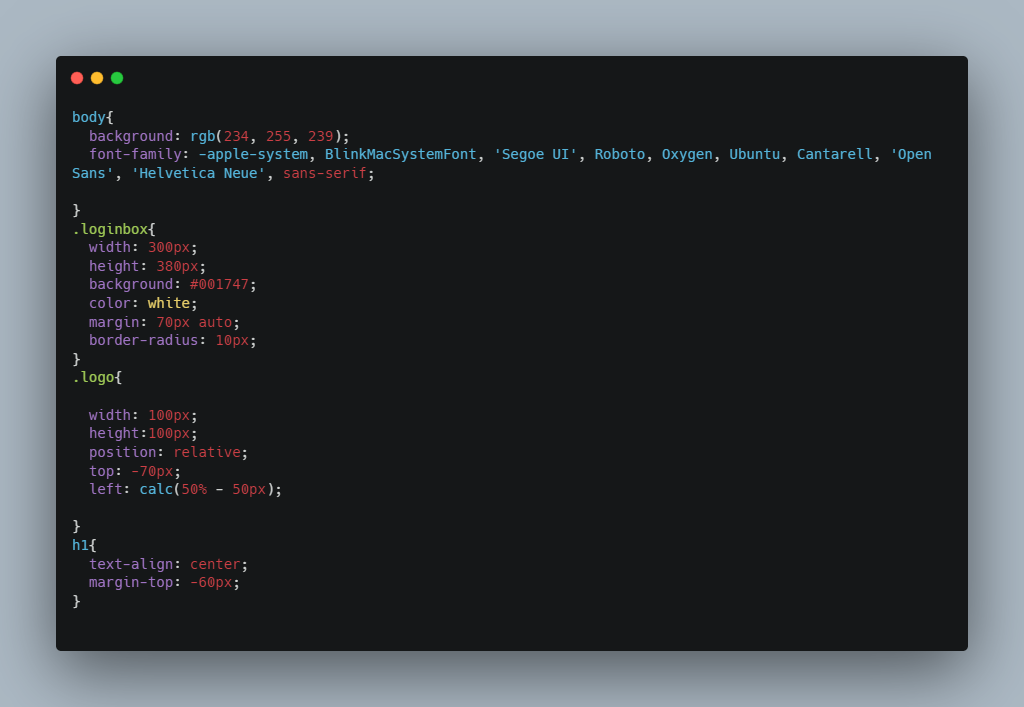 body{
  background: rgb(234, 255, 239);
  font-family: -apple-system, BlinkMacSystemFont, 'Segoe UI', Roboto, Oxygen, Ubuntu, Cantarell, 'Open
Sans', 'Helvetica Neue', sans-serif;

}
.loginbox{
  width: 300px;
  height: 380px;
  background: #001747;
  color: white;
  margin: 70px auto;
  border-radius: 10px;
}
.logo{

  width: 100px;
  height:100px;
  position: relative;
  top: -70px;
  left: calc(50% - 50px);

}
h1{
  text-align: center;
  margin-top: -60px;
}